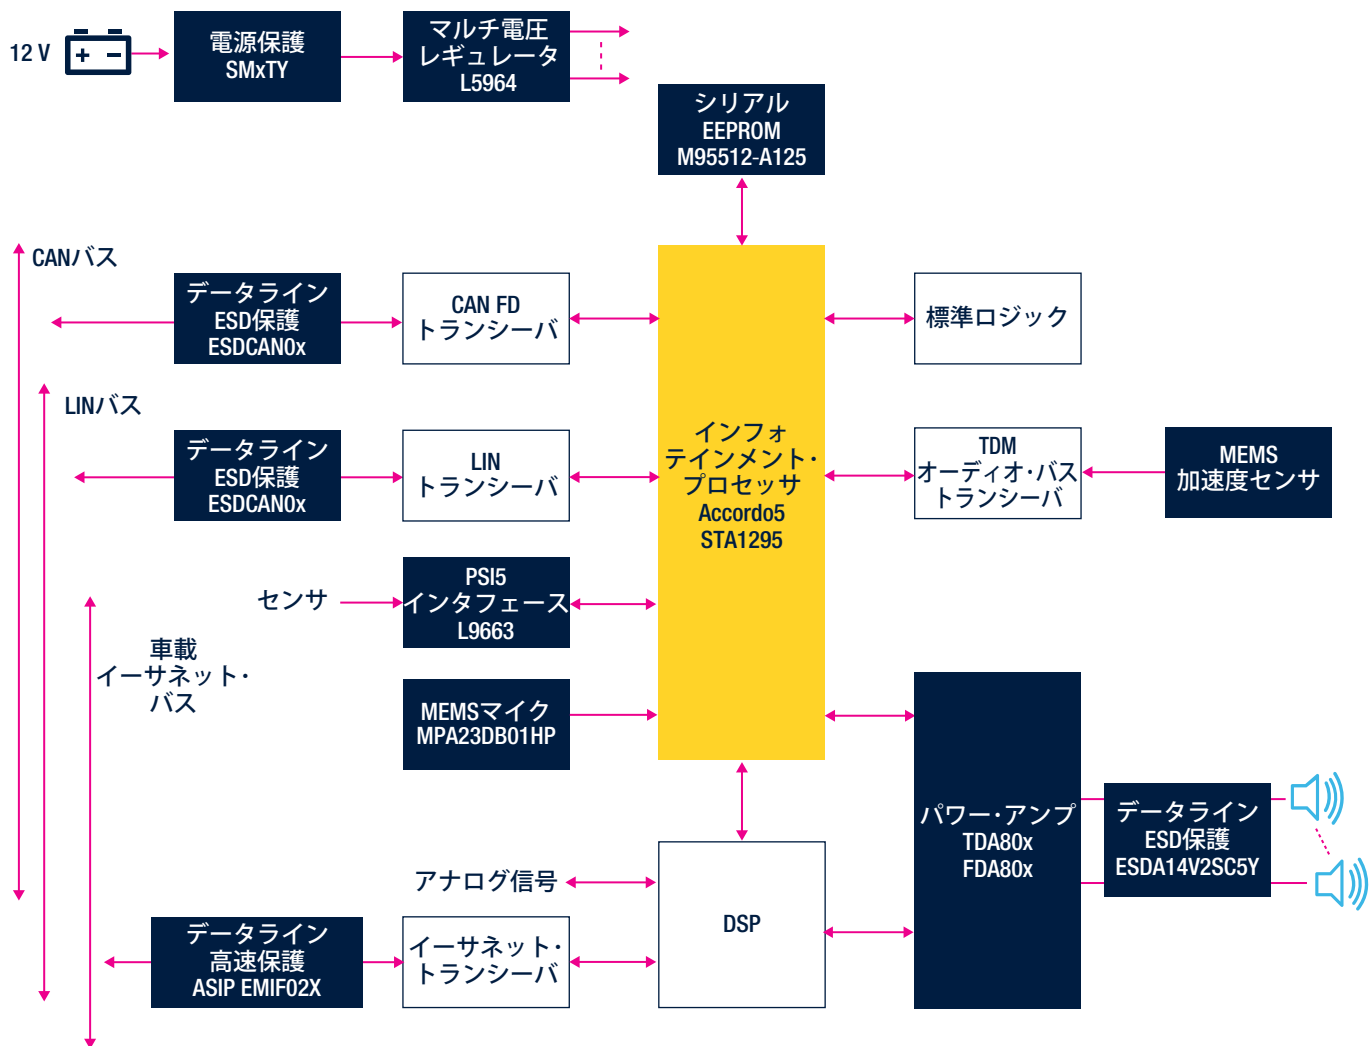 12 V
+ −
電源保護
SMxTY
マルチ電圧
レギュレータ
L5964
シリアル
EEPROM
M95512-A125
CANバス
データライン
ESD保護
ESDCAN0x
CAN FD
トランシーバ
標準ロジック
LINバス
データライン
ESD保護
ESDCAN0x
LIN
トランシーバ
インフォ
テインメント・
プロセッサ
Accordo5
STA1295
TDM
オーディオ・バス
トランシーバ
MEMS
加速度センサ
センサ
PSI5
インタフェース
L9663
車載
イーサネット・
バス
MEMSマイク
MPA23DB01HP
パワー・アンプ
TDA80x
FDA80x
データライン
ESD保護
ESDA14V2SC5Y
アナログ信号
DSP
データライン
高速保護
ASIP EMIF02X
イーサネット・
トランシーバ